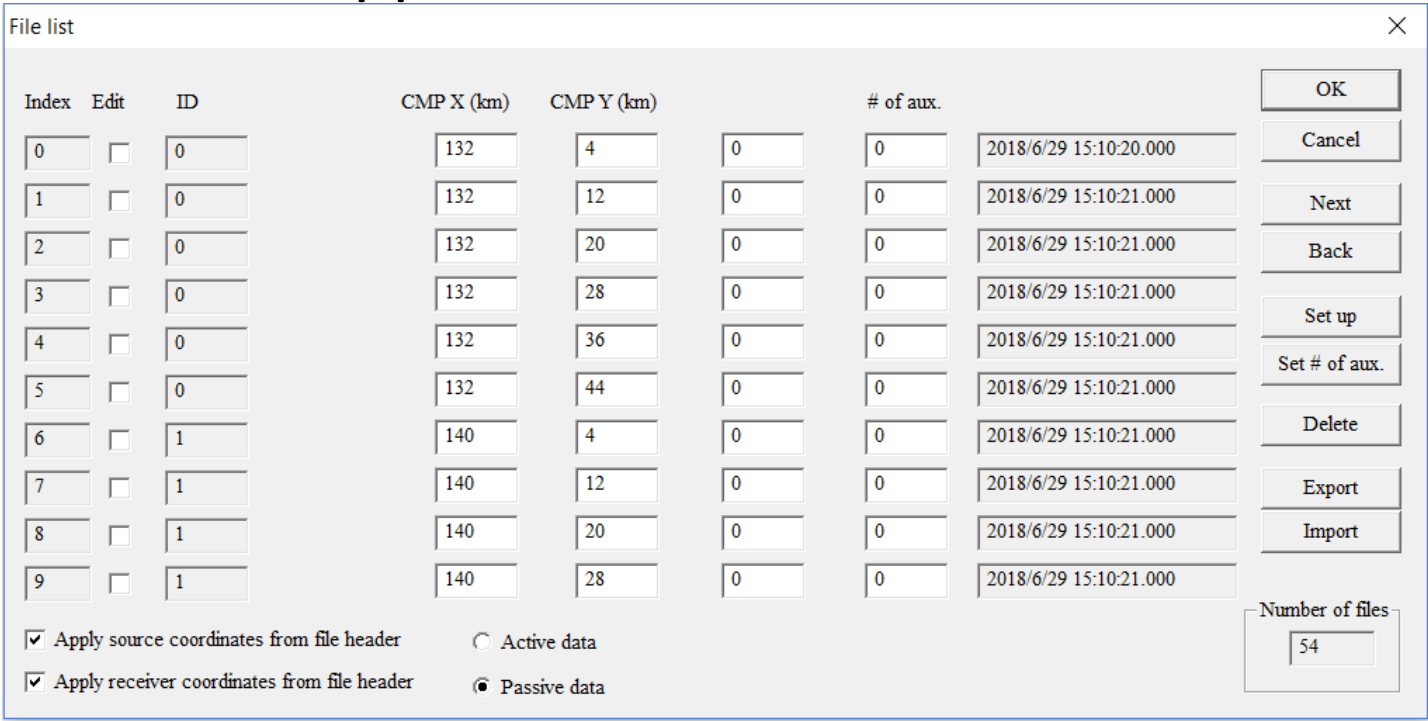 File list
Index Edit ID CMP X (km) CMP Y (km) # of aux. OK
0 0 132 4 0 0 2018/6/29 15:10:20.000 Cancel
1 0 132 12 0 0 2018/6/29 15:10:21.000 Next
2 0 132 20 0 0 2018/6/29 15:10:21.000 Back
3 0 132 28 0 0 2018/6/29 15:10:21.000 Set up
4 0 132 36 0 0 2018/6/29 15:10:21.000 Set # of aux.
5 0 132 44 0 0 2018/6/29 15:10:21.000
6 1 140 4 0 0 2018/6/29 15:10:21.000 Delete
7 1 140 12 0 0 2018/6/29 15:10:21.000 Export
8 1 140 20 0 0 2018/6/29 15:10:21.000 Import
9 1 140 28 0 0 2018/6/29 15:10:21.000
Number of files
Apply source coordinates from file header Active data 54
Apply receiver coordinates from file header Passive data